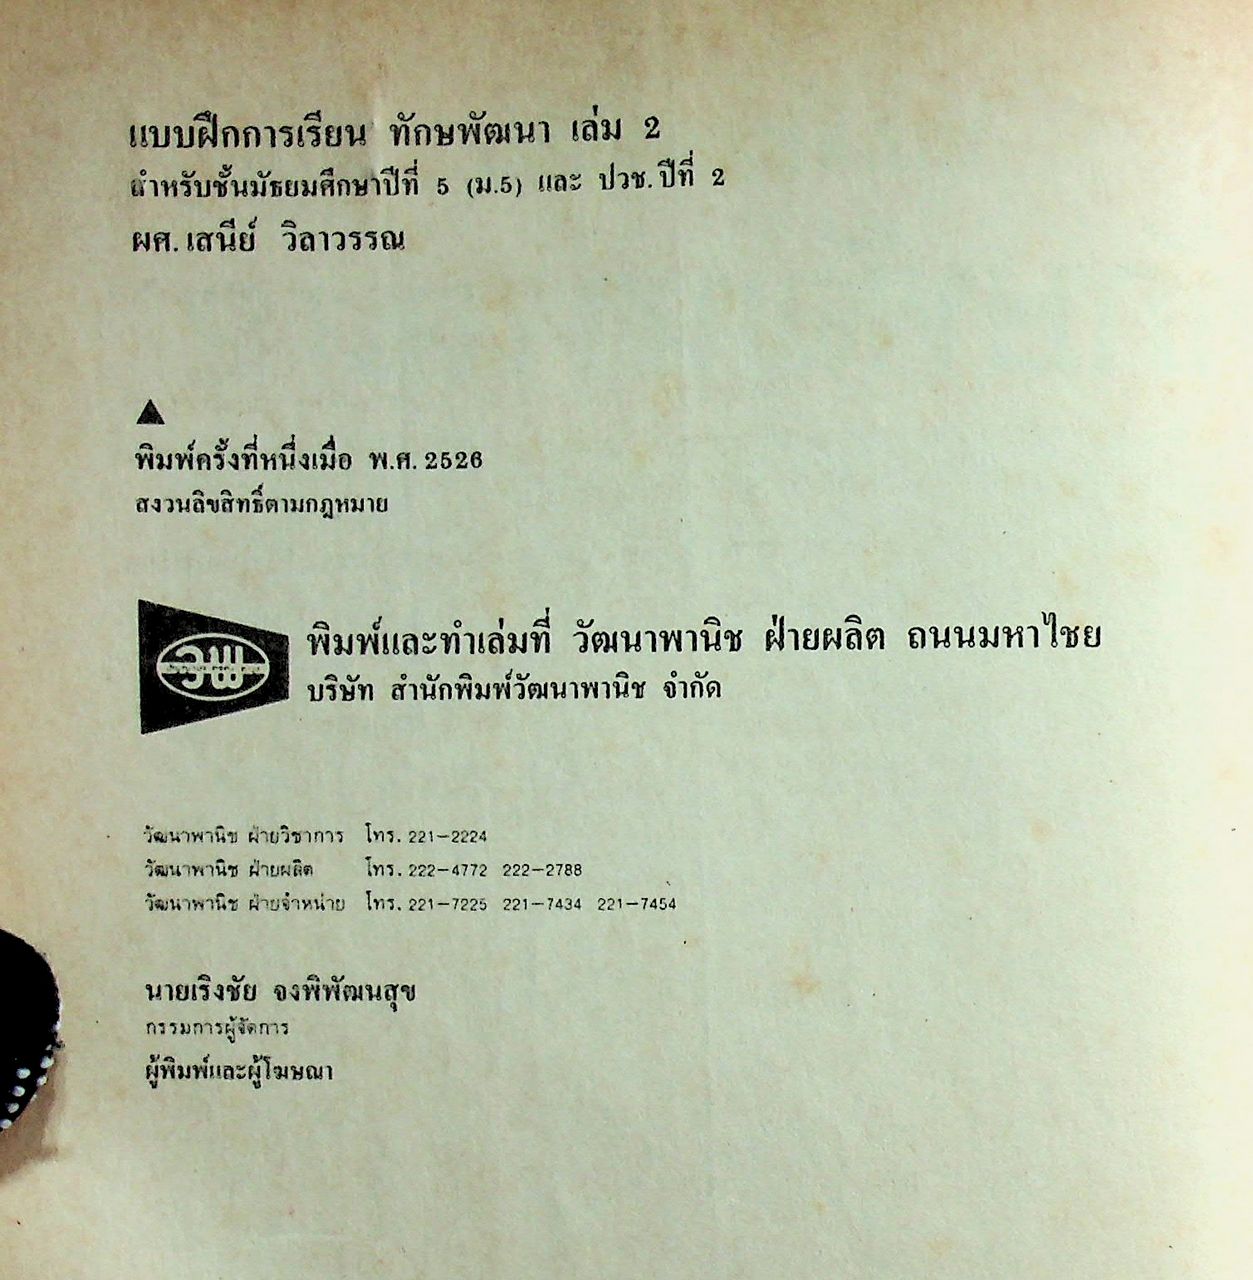 แบบฝึกการเรียน ทักษพัฒนา เล่ม 2
สำหรับชั้นมัธยมศึกษาปีที่ 5 (ม.5) และ ปวช. ปีที่ 2
ผศ. เสนีย์ วิลาวรรณ
พิมพ์ครั้งที่หนึ่งเมื่อ พ.ศ. 2526
สงวนลิขสิทธิ์ตามกฎหมาย
วพ
พิมพ์และทำเล่มที่ วัฒนาพานิช ฝ่ายผลิต ถนนมหาไชย
บริษัท สำนักพิมพ์วัฒนาพานิช จำกัด
วัฒนาพานิช ฝ่ายวิชาการ โทร. 221-2224
วัฒนาพานิช ฝ่ายผลิต โทร. 222-4772 222-2788
วัฒนาพานิช ฝ่ายจำหน่าย โทร. 221-7225 221-7434 221-7454
นายเริงชัย จงพิพัฒนสุข
กรรมการผู้จัดการ
ผู้พิมพ์และผู้โฆษณา